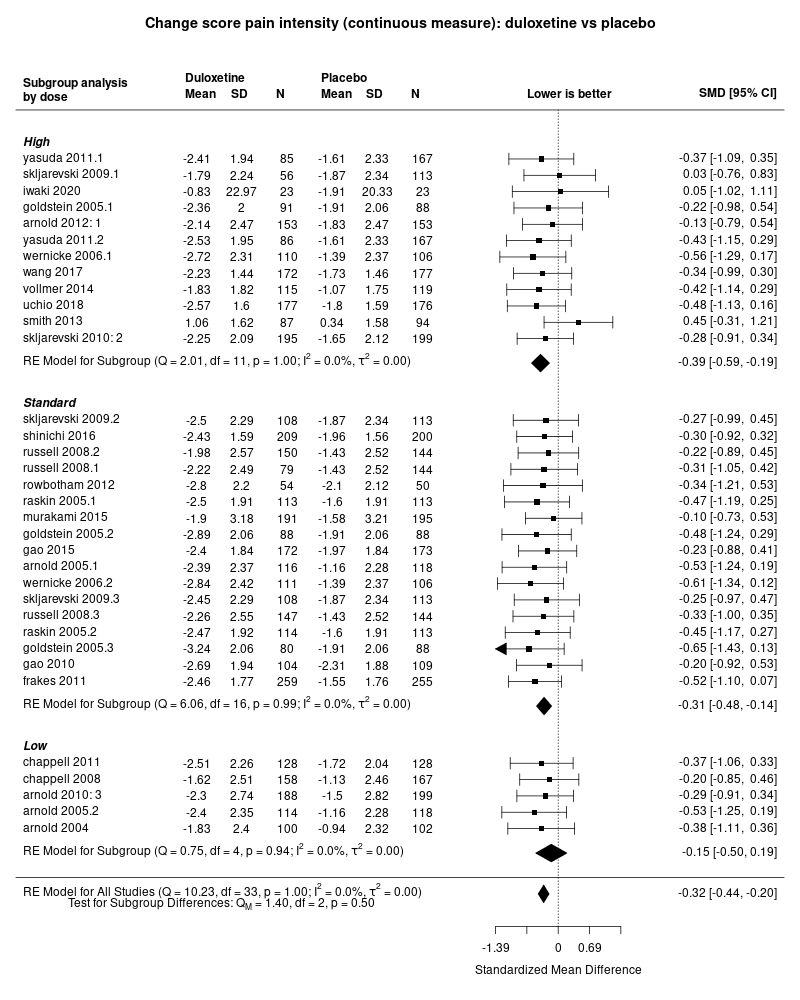 Change score pain intensity (continuous measure): duloxetine vs placebo
Subgroup analysis by dose Duloxetine Placebo
Mean SD N Mean SD N Lower is better SMD [95% CI]
High
yasuda 2011.1 -2.41 1.94 85 -1.61 2.33 167 -0.37 [-1.09, 0.35]
skljarevski 2009.1 -1.79 2.24 56 -1.87 2.34 113 0.03 [-0.76, 0.83]
iwaki 2020 -0.83 22.97 23 -1.91 20.33 23 0.05 [-1.02, 1.11]
goldstein 2005.1 -2.36 2 91 -1.91 2.06 88 -0.22 [-0.98, 0.54]
arnold 2012: 1 -2.14 2.47 153 -1.83 2.47 153 -0.13 [-0.79, 0.54]
yasuda 2011.2 -2.53 1.95 86 -1.61 2.33 167 -0.43 [-1.15, 0.29]
wernicke 2006.1 -2.72 2.31 110 -1.39 2.37 106 -0.56 [-1.29, 0.17]
wang 2017 -2.23 1.44 172 -1.73 1.46 177 -0.34 [-0.99, 0.30]
vollmer 2014 -1.83 1.82 115 -1.07 1.75 119 -0.42 [-1.14, 0.29]
uchio 2018 -2.57 1.6 177 -1.8 1.59 176 -0.48 [-1.13, 0.16]
smith 2013 1.06 1.62 87 0.34 1.58 94 0.45 [-0.31, 1.21]
skljarevski 2010: 2 -2.25 2.09 195 -1.65 2.12 199 -0.28 [-0.91, 0.34]
RE Model for Subgroup (Q = 2.01, df = 11, p = 1.00; I² = 0.0%, τ² = 0.00) -0.39 [-0.59, -0.19]
Standard
skljarevski 2009.2 -2.5 2.29 108 -1.87 2.34 113 -0.27 [-0.99, 0.45]
shinichi 2016 -2.43 1.59 209 -1.96 1.56 200 -0.30 [-0.92, 0.32]
russell 2008.2 -1.98 2.57 150 -1.43 2.52 144 -0.22 [-0.89, 0.45]
russell 2008.1 -2.22 2.49 79 -1.43 2.52 144 -0.31 [-1.05, 0.42]
rowbotham 2012 -2.8 2.2 54 -2.1 2.12 50 -0.34 [-1.21, 0.53]
raskin 2005.1 -2.5 1.91 113 -1.6 1.91 113 -0.47 [-1.19, 0.25]
murakami 2015 -1.9 3.18 191 -1.58 3.21 195 -0.10 [-0.73, 0.53]
goldstein 2005.2 -2.89 2.06 88 -1.91 2.06 88 -0.48 [-1.24, 0.29]
gao 2015 -2.4 1.84 172 -1.97 1.84 173 -0.23 [-0.88, 0.41]
arnold 2005.1 -2.39 2.37 116 -1.16 2.28 118 -0.53 [-1.24, 0.19]
wernicke 2006.2 -2.84 2.42 111 -1.39 2.37 106 -0.61 [-1.34, 0.12]
skljarevski 2009.3 -2.45 2.29 108 -1.87 2.34 113 -0.25 [-0.97, 0.47]
russell 2008.3 -2.26 2.55 147 -1.43 2.52 144 -0.33 [-1.00, 0.35]
raskin 2005.2 -2.47 1.92 114 -1.6 1.91 113 -0.45 [-1.17, 0.27]
goldstein 2005.3 -3.24 2.06 80 -1.91 2.06 88 -0.65 [-1.43, 0.13]
gao 2010 -2.69 1.94 104 -2.31 1.88 109 -0.20 [-0.92, 0.53]
frakes 2011 -2.46 1.77 259 -1.55 1.76 255 -0.52 [-1.10, 0.07]
RE Model for Subgroup (Q = 6.06, df = 16, p = 0.99; I² = 0.0%, τ² = 0.00) -0.31 [-0.48, -0.14]
Low
chappell 2011 -2.51 2.26 128 -1.72 2.04 128 -0.37 [-1.06, 0.33]
chappell 2008 -1.62 2.51 158 -1.13 2.46 167 -0.20 [-0.85, 0.46]
arnold 2010: 3 -2.3 2.74 188 -1.5 2.82 199 -0.29 [-0.91, 0.34]
arnold 2005.2 -2.4 2.35 114 -1.16 2.28 118 -0.53 [-1.25, 0.19]
arnold 2004 -1.83 2.4 100 -0.94 2.32 102 -0.38 [-1.11, 0.36]
RE Model for Subgroup (Q = 0.75, df = 4, p = 0.94; I² = 0.0%, τ² = 0.00) -0.15 [-0.50, 0.19]
RE Model for All Studies (Q = 10.23, df = 33, p = 1.00; I² = 0.0%, τ² = 0.00) -0.32 [-0.44, -0.20]
Test for Subgroup Differences: Q_M = 1.40, df = 2, p = 0.50
-1.39 0 0.69
Standardized Mean Difference